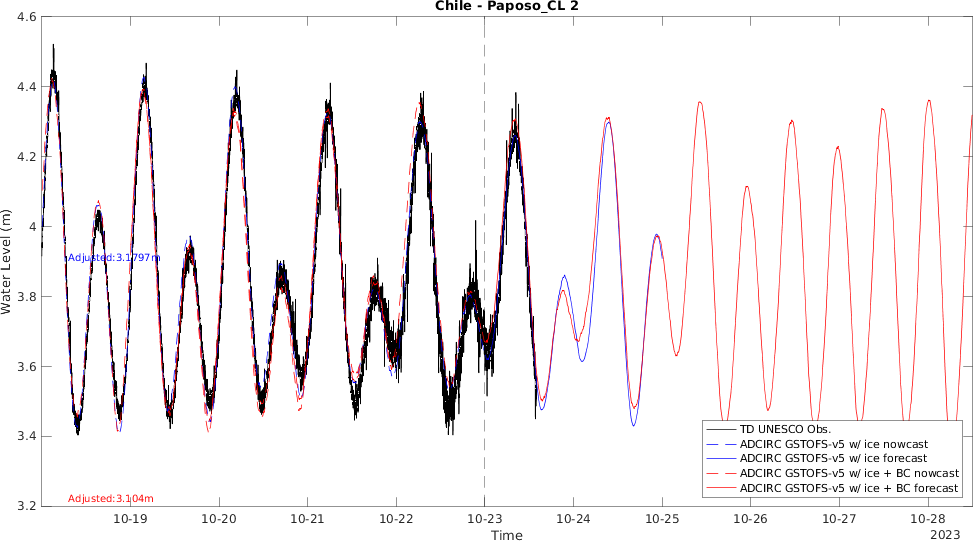 Chile - Paposo_CL 2
4.6
4.4
4.2
4
3.8
3.6
3.4
3.2
Water Level (m)
Adjusted:3.1797m
Adjusted:3.104m
TD UNESCO Obs.
ADCIRC GSTOFS-v5 w/ ice nowcast
ADCIRC GSTOFS-v5 w/ ice forecast
ADCIRC GSTOFS-v5 w/ ice + BC nowcast
ADCIRC GSTOFS-v5 w/ ice + BC forecast
10-19 10-20 10-21 10-22 10-23 10-24 10-25 10-26 10-27 10-28
2023
Time